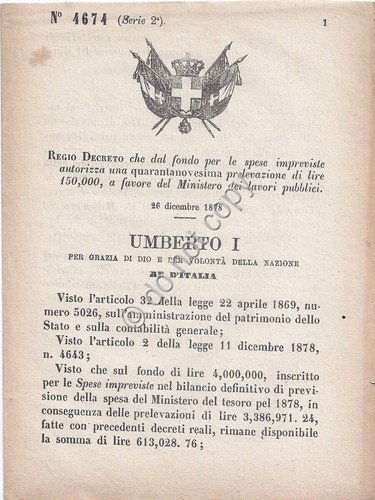 Nº 4674 (Serie 2ª). 1
REGIO DECRETO che dal fondo per le spese impreviste
autorizza una quarantanovesima prelevazione di lire
150,000, a favore del Ministero dei lavori pubblici.
26 dicembre 1878
UMBERTO I
PER GRAZIA DI DIO E PER VOLONTÀ DELLA NAZIONE
RE D'ITALIA
Visto l'articolo 32 della legge 22 aprile 1869, nu-
mero 5026, sull'amministrazione del patrimonio dello
Stato e sulla contabilità generale;
Visto l'articolo 2 della legge 11 dicembre 1878,
n. 4643;
Visto che sul fondo di lire 4,000,000, inscritto
per le Spese impreviste nel bilancio definitivo di previ-
sione della spesa del Ministero del tesoro pel 1878, in
conseguenza delle prelevazioni di lire 3,386,971. 24,
fatte con precedenti decreti reali, rimane disponibile
la somma di lire 613,028. 76;
© do not copy